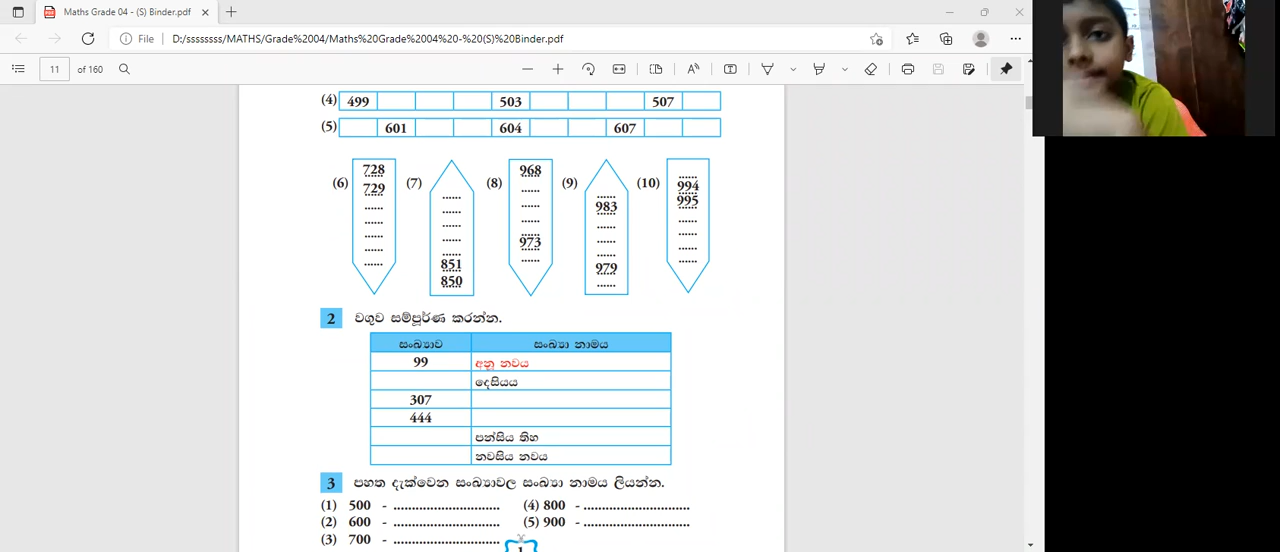 Maths Grade 04 - (S) Binder.pdf
File D:/ssssssss/MATHS/Grade%2004/Maths%20Grade%2004%20-%20(S)%20Binder.pdf
11 of 160
(4) 499 503 507
(5) 601 604 607
(6) 728 729
(7) 851 850
(8) 968 973
(9) 983 979
(10) 994 995
2 වගුව සම්පූර්ණ කරන්න.
සංඛ්‍යාව සංඛ්‍යා නාමය
99 අනූ නවය
දෙසියය
307
444
පන්සිය තිහ
නවසිය නවය
3 පහත දැක්වෙන සංඛ්‍යාවල සංඛ්‍යා නාමය ලියන්න.
(1) 500 - .............................. (4) 800 - ..............................
(2) 600 - .............................. (5) 900 - ..............................
(3) 700 - ..............................
1